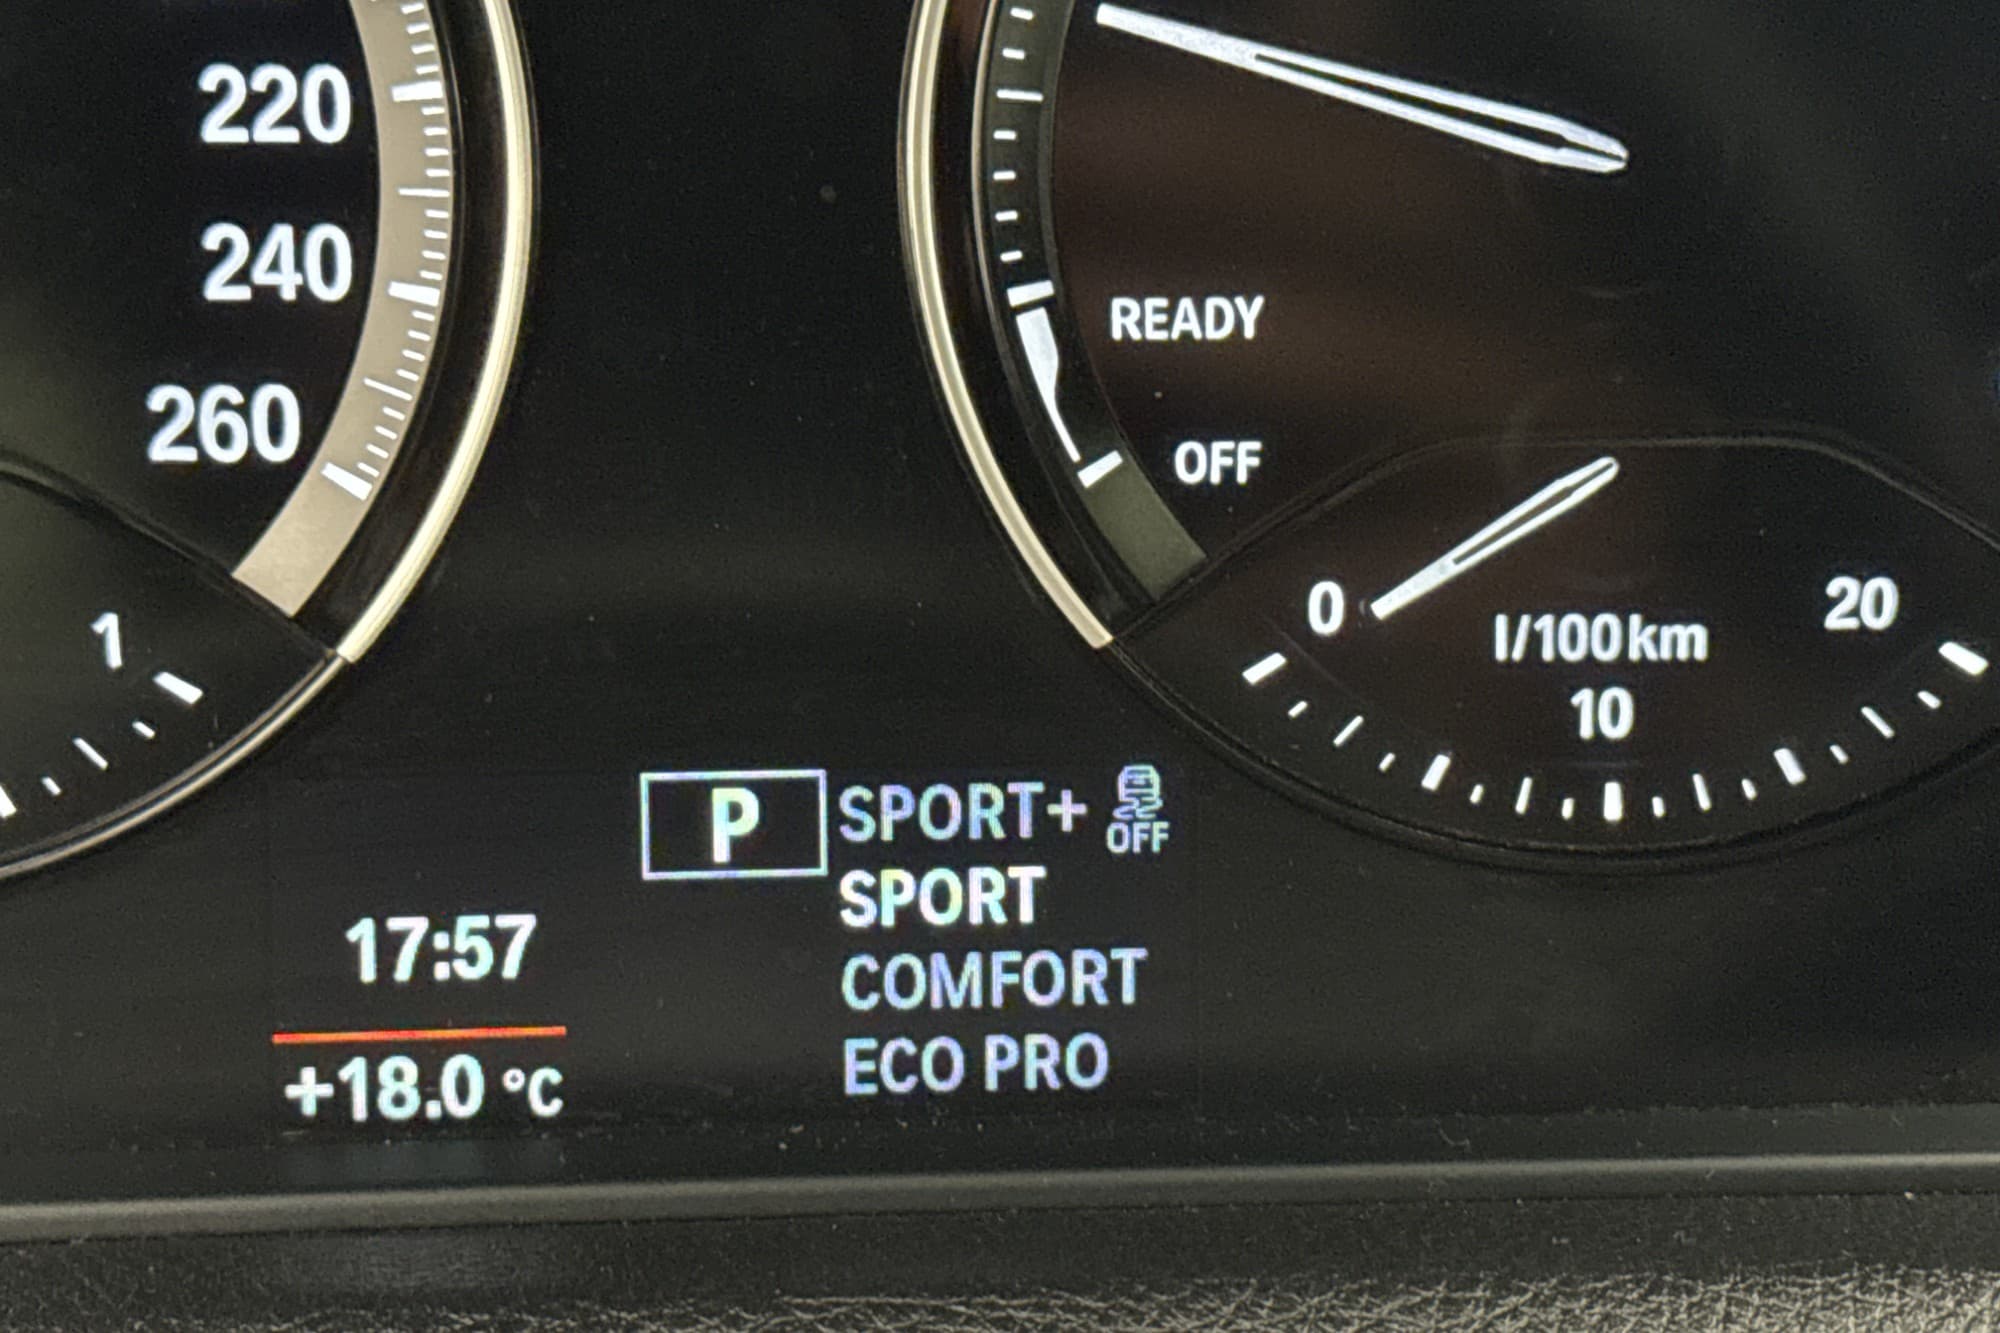 220
240
260
1
READY
OFF
0
20
l/100km
10
P
SPORT+
OFF
SPORT
COMFORT
ECO PRO
17:57
+18.0 °C